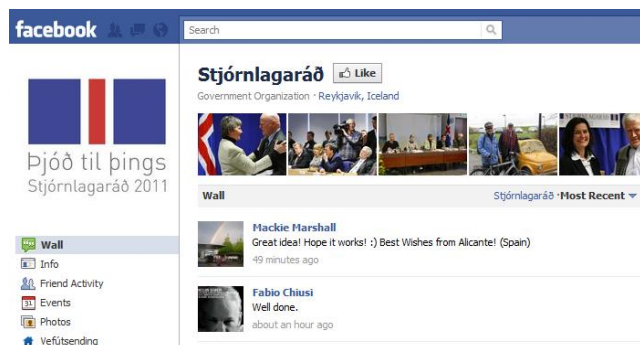 facebook
Search
Stjórnlagaráð
Like
Government Organization · Reykjavik, Iceland
Þjóð til þings
Stjórnlagaráð 2011
Wall
Stjórnlagaráð · Most Recent
Mackie Marshall
Great idea! Hope it works! :) Best Wishes from Alicante! (Spain)
49 minutes ago
Fabio Chiusi
Well done.
about an hour ago
Wall
Info
Friend Activity
31 Events
Photos
Vefútsending